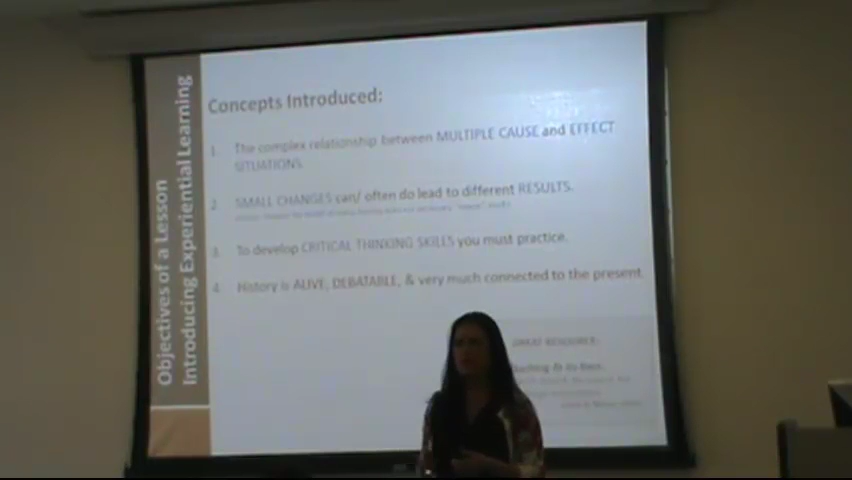 Objectives of a Lesson
Introducing Experiential Learning
Concepts Introduced:
1. The complex relationship between MULTIPLE CAUSE and EFFECT
SITUATIONS.
2. SMALL CHANGES can/ often do lead to different RESULTS.
3. To develop CRITICAL THINKING SKILLS you must practice.
4. History is ALIVE, DEBATABLE, & very much connected to the present.
GREAT RESOURCE: